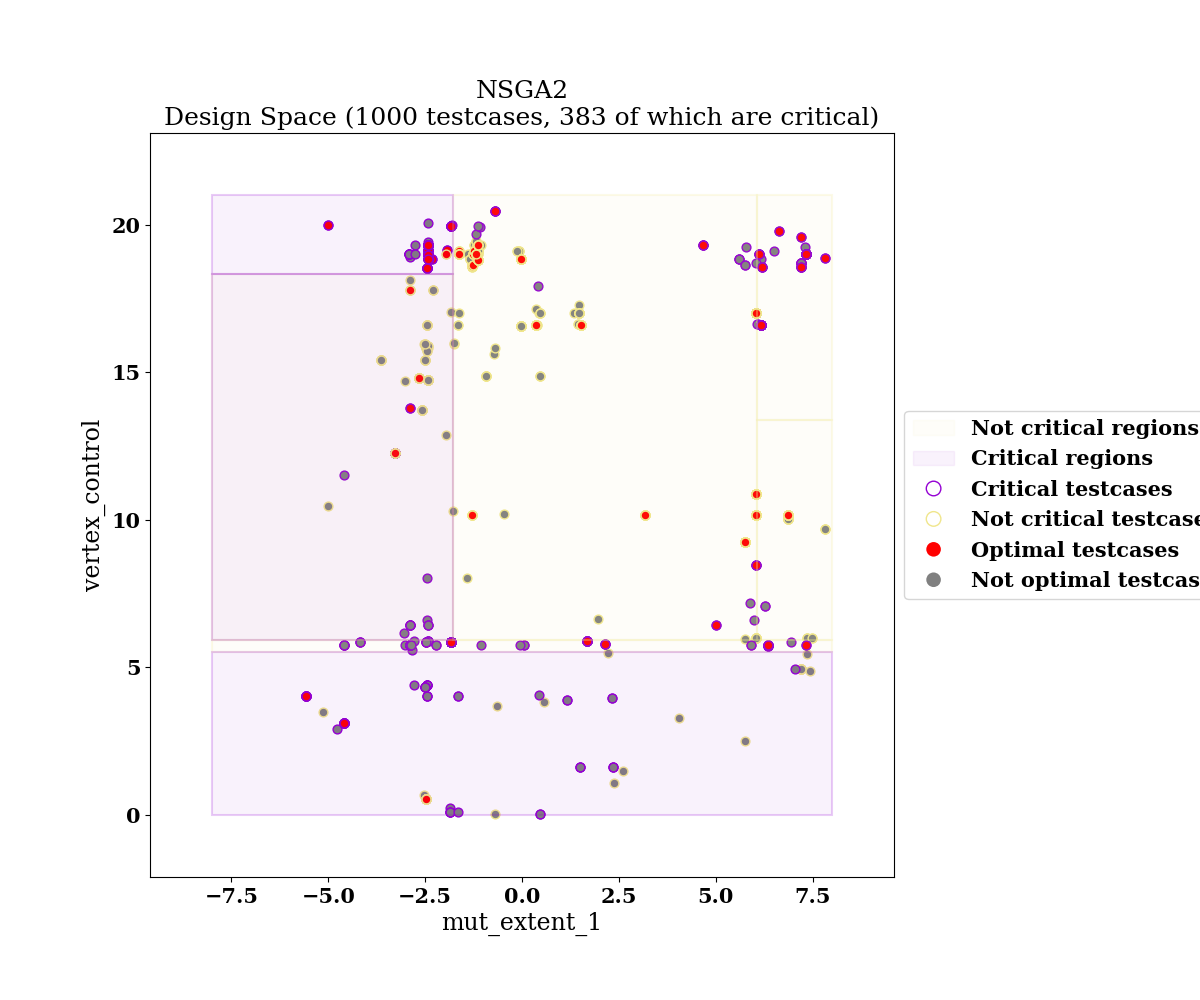 NSGA2
Design Space (1000 testcases, 383 of which are critical)
vertex_control
20
15
10
5
0
−7.5
−5.0
−2.5
0.0
2.5
5.0
7.5
mut_extent_1
Not critical regions
Critical regions
Critical testcases
Not critical testcase
Optimal testcases
Not optimal testcas